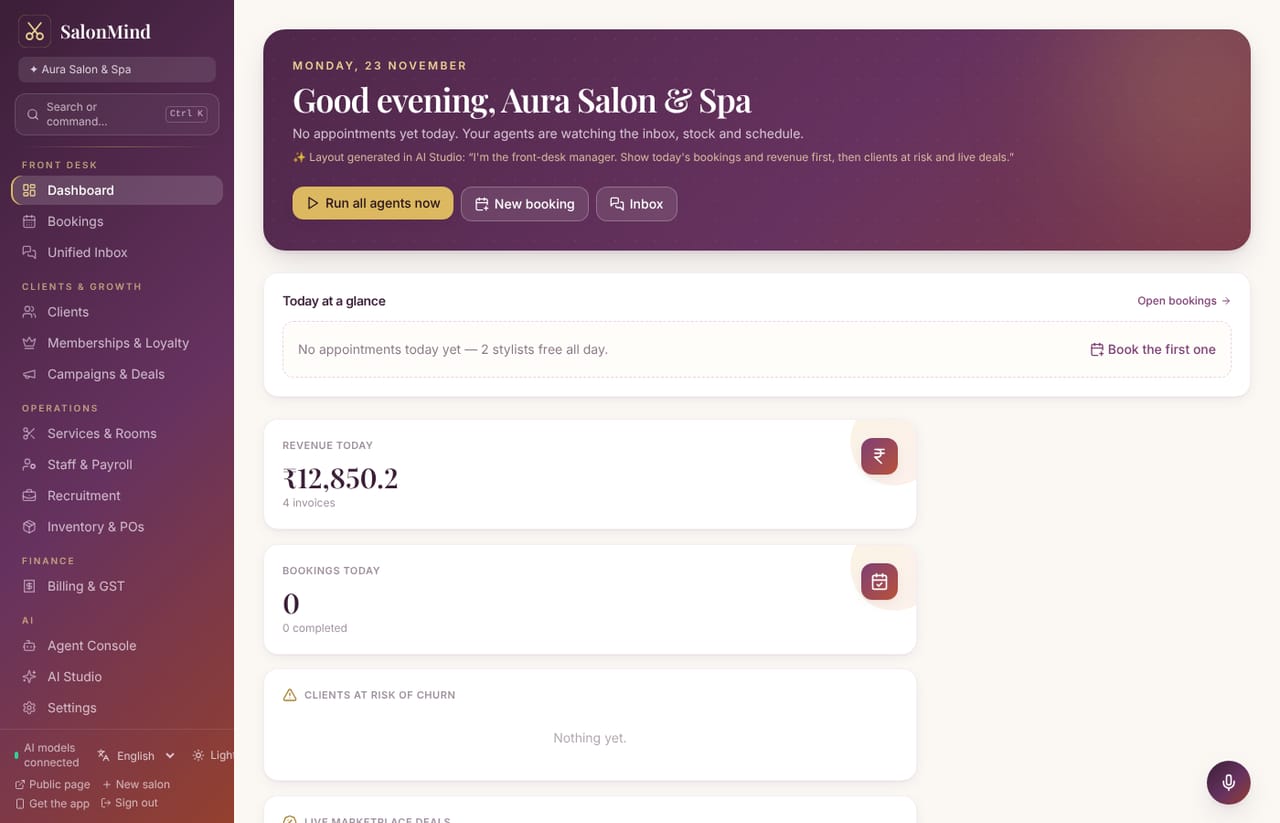 SalonMind
✦ Aura Salon & Spa
Search or
command...
Ctrl K
FRONT DESK
Dashboard
Bookings
Unified Inbox
CLIENTS & GROWTH
Clients
Memberships & Loyalty
Campaigns & Deals
OPERATIONS
Services & Rooms
Staff & Payroll
Recruitment
Inventory & POs
FINANCE
Billing & GST
AI
Agent Console
AI Studio
Settings
AI models
connected
English
Light
Public page
New salon
Get the app
Sign out
MONDAY, 23 NOVEMBER
Good evening, Aura Salon & Spa
No appointments yet today. Your agents are watching the inbox, stock and schedule.
✨ Layout generated in AI Studio: “I'm the front-desk manager. Show today's bookings and revenue first, then clients at risk and live deals.”
Run all agents now
New booking
Inbox
Today at a glance
Open bookings →
No appointments today yet — 2 stylists free all day.
Book the first one
REVENUE TODAY
₹12,850.2
4 invoices
₹
BOOKINGS TODAY
0
0 completed
CLIENTS AT RISK OF CHURN
Nothing yet.
LIVE MARKETPLACE DEALS